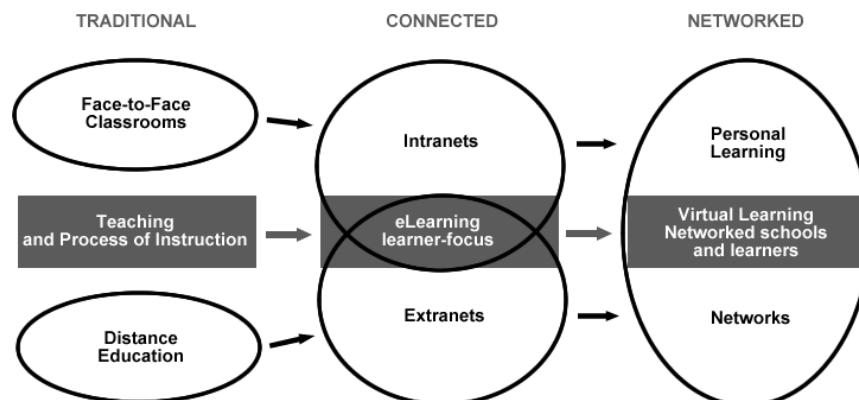 TRADITIONAL
CONNECTED
NETWORKED
Face-to-Face
Classrooms
Intranets
Personal
Learning
Teaching
and Process of Instruction
eLearning
learner-focus
Virtual Learning
Networked schools
and learners
Distance
Education
Extranets
Networks